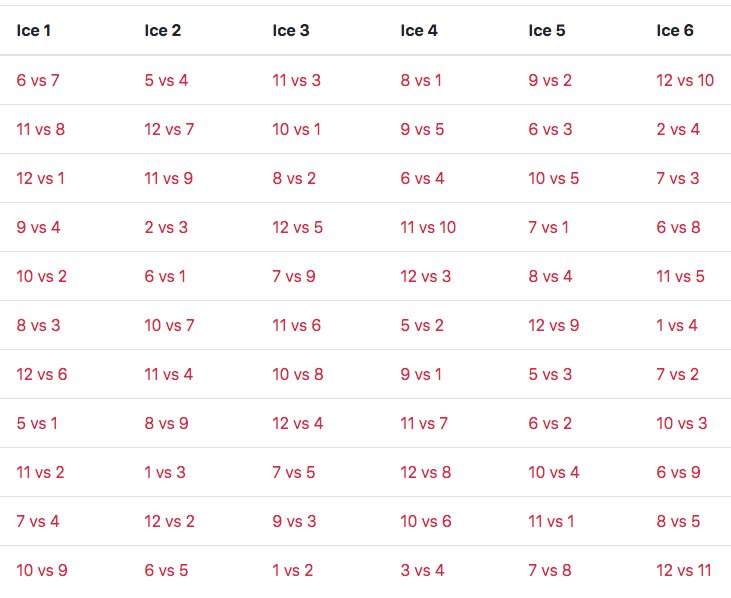 Ice 1 Ice 2 Ice 3 Ice 4 Ice 5 Ice 6
6 vs 7 5 vs 4 11 vs 3 8 vs 1 9 vs 2 12 vs 10
11 vs 8 12 vs 7 10 vs 1 9 vs 5 6 vs 3 2 vs 4
12 vs 1 11 vs 9 8 vs 2 6 vs 4 10 vs 5 7 vs 3
9 vs 4 2 vs 3 12 vs 5 11 vs 10 7 vs 1 6 vs 8
10 vs 2 6 vs 1 7 vs 9 12 vs 3 8 vs 4 11 vs 5
8 vs 3 10 vs 7 11 vs 6 5 vs 2 12 vs 9 1 vs 4
12 vs 6 11 vs 4 10 vs 8 9 vs 1 5 vs 3 7 vs 2
5 vs 1 8 vs 9 12 vs 4 11 vs 7 6 vs 2 10 vs 3
11 vs 2 1 vs 3 7 vs 5 12 vs 8 10 vs 4 6 vs 9
7 vs 4 12 vs 2 9 vs 3 10 vs 6 11 vs 1 8 vs 5
10 vs 9 6 vs 5 1 vs 2 3 vs 4 7 vs 8 12 vs 11